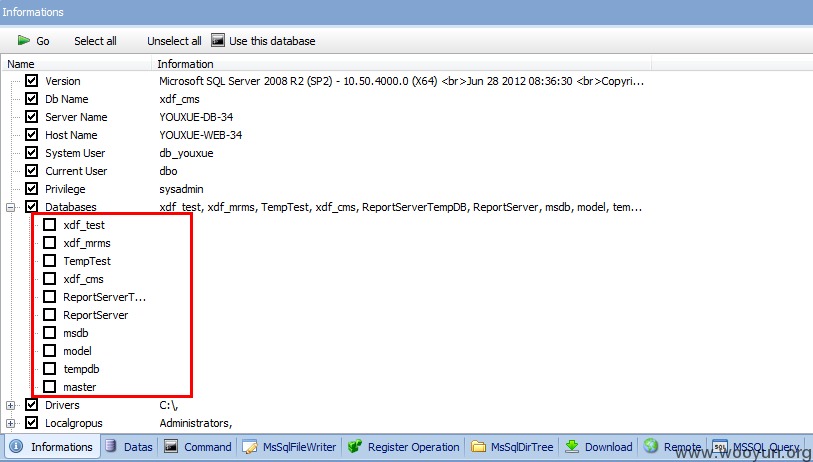 Informations
Go Select all Unselect all Use this database
Name Information
Version Microsoft SQL Server 2008 R2 (SP2) - 10.50.4000.0 (X64) <br>Jun 28 2012 08:36:30 <br>Copyri...
Db Name xdf_cms
Server Name YOUXUE-DB-34
Host Name YOUXUE-WEB-34
System User db_youxue
Current User dbo
Privilege sysadmin
Databases xdf_test, xdf_mrms, TempTest, xdf_cms, ReportServerTempDB, ReportServer, msdb, model, tem...
xdf_test
xdf_mrms
TempTest
xdf_cms
ReportServerT...
ReportServer
msdb
model
tempdb
master
Drivers C:\,
Localgropus Administrators,
Informations Datas Command MsSqlFileWriter Register Operation MsSqlDirTree Download Remote MSSQL Query
www.wooyun.org